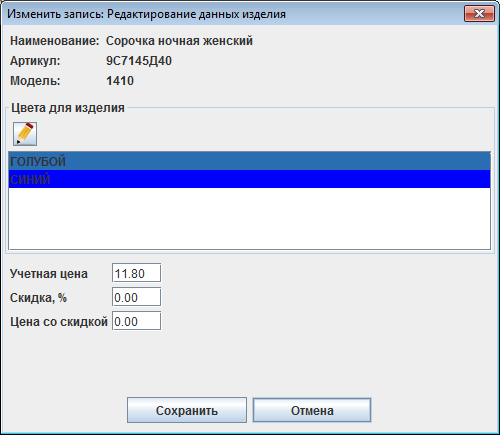 Изменить запись: Редактирование данных изделия
Наименование: Сорочка ночная женский
Артикул: 9С7145Д40
Модель: 1410
Цвета для изделия
ГОЛУБОЙ
СИНИЙ
Учетная цена 11.80
Скидка, % 0.00
Цена со скидкой 0.00
Сохранить Отмена